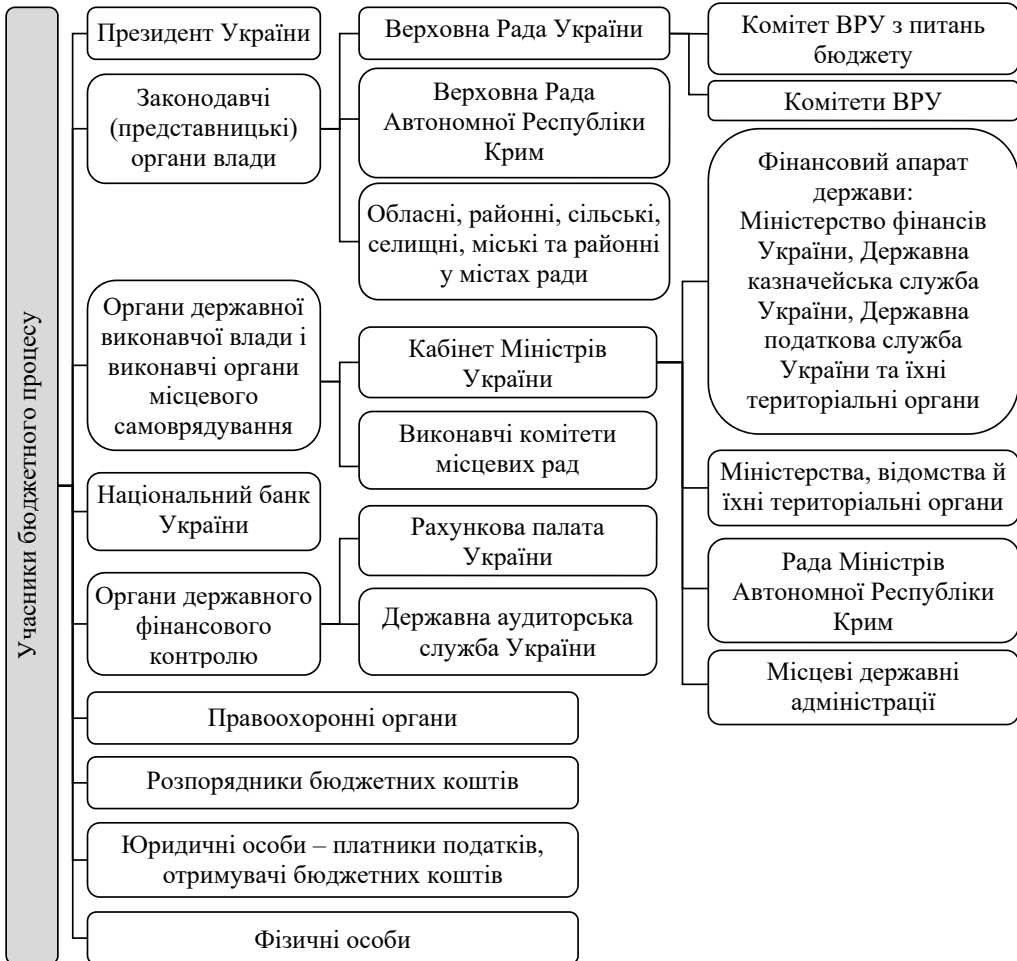 Учасники бюджетного процесу
Президент України
Законодавчі
(представницькі)
органи влади
Верховна Рада України
Комітет ВРУ з питань
бюджету
Комітети ВРУ
Верховна Рада
Автономної Республіки
Крим
Обласні, районні, сільські,
селищні, міські та районні
у містах ради
Органи державної
виконавчої влади і
виконавчі органи
місцевого
самоврядування
Кабінет Міністрів
України
Фінансовий апарат
держави:
Міністерство фінансів
України, Державна
казначейська служба
України, Державна
податкова служба
України та їхні
територіальні органи
Міністерства, відомства й
їхні територіальні органи
Рада Міністрів
Автономної Республіки
Крим
Місцеві державні
адміністрації
Виконавчі комітети
місцевих рад
Національний банк
України
Органи державного
фінансового
контролю
Рахункова палата
України
Державна аудиторська
служба України
Правоохоронні органи
Розпорядники бюджетних коштів
Юридичні особи – платники податків,
отримувачі бюджетних коштів
Фізичні особи